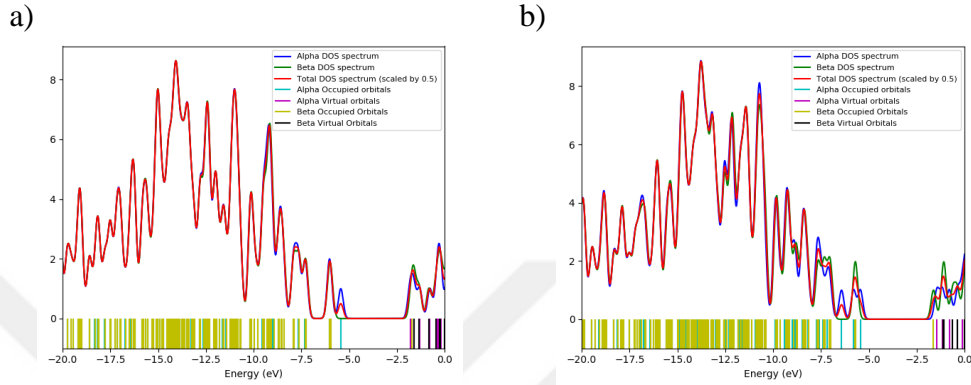 a)
b)
Alpha DOS spectrum
Beta DOS spectrum
Total DOS spectrum (scaled by 0.5)
Alpha Occupied orbitals
Alpha Virtual orbitals
Beta Occupied Orbitals
Beta Virtual Orbitals
8
6
4
2
0
−20.0 −17.5 −15.0 −12.5 −10.0 −7.5 −5.0 −2.5 0.0
Energy (eV)
Alpha DOS spectrum
Beta DOS spectrum
Total DOS spectrum (scaled by 0.5)
Alpha Occupied orbitals
Alpha Virtual orbitals
Beta Occupied Orbitals
Beta Virtual Orbitals
8
6
4
2
0
−20.0 −17.5 −15.0 −12.5 −10.0 −7.5 −5.0 −2.5 0.0
Energy (eV)